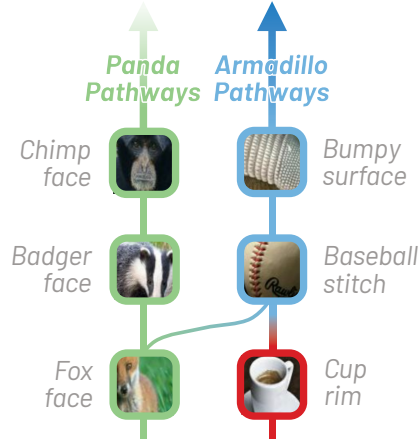 Panda
Pathways
Armadillo
Pathways
Chimp
face
Bumpy
surface
Badger
face
Baseball
stitch
Fox
face
Cup
rim